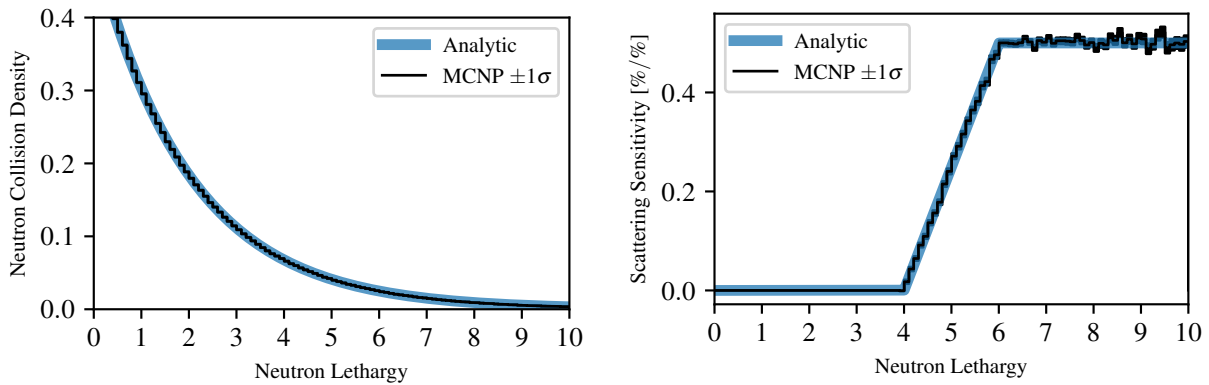 Neutron Collision Density
0.4
0.3
0.2
0.1
0.0
Analytic
MCNP ±1σ
0 1 2 3 4 5 6 7 8 9 10
Neutron Lethargy
Scattering Sensitivity [%/%]
0.4
0.2
0.0
Analytic
MCNP ±1σ
0 1 2 3 4 5 6 7 8 9 10
Neutron Lethargy